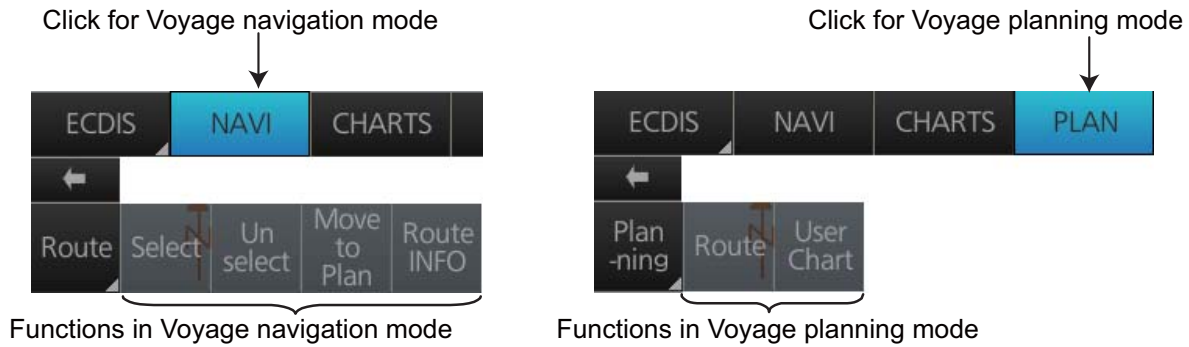 Click for Voyage navigation mode
Click for Voyage planning mode
ECDIS NAVI CHARTS
ECDIS NAVI CHARTS PLAN
Route Select Un
select Move
to
Plan Route
INFO
Plan
-ning Route User
Chart
Functions in Voyage navigation mode
Functions in Voyage planning mode